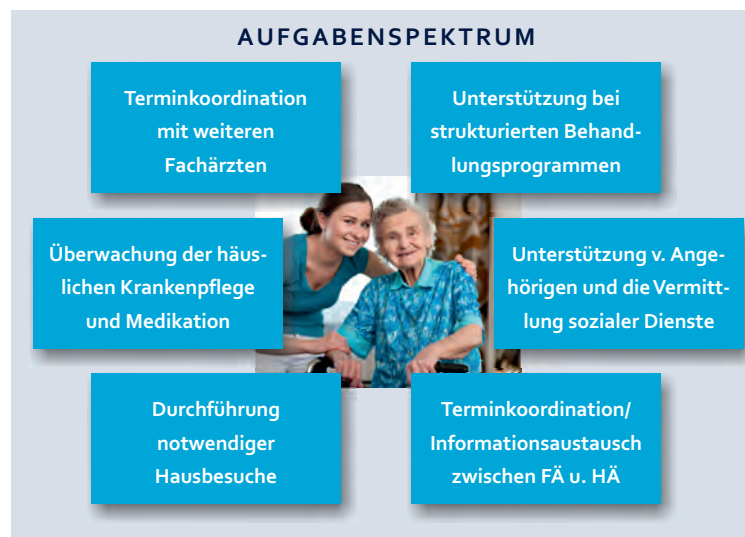 AUFGABENSPEKTRUM
Terminkoordination
mit weiteren
Fachärzten
Unterstützung bei
strukturierten Behand-
lungsprogrammen
Überwachung der häus-
lichen Krankenpflege
und Medikation
Unterstützung v. Ange-
hörigen und die Vermitt-
lung sozialer Dienste
Durchführung
notwendiger
Hausbesuche
Terminkoordination/
Informationsaustausch
zwischen FÄ u. HÄ